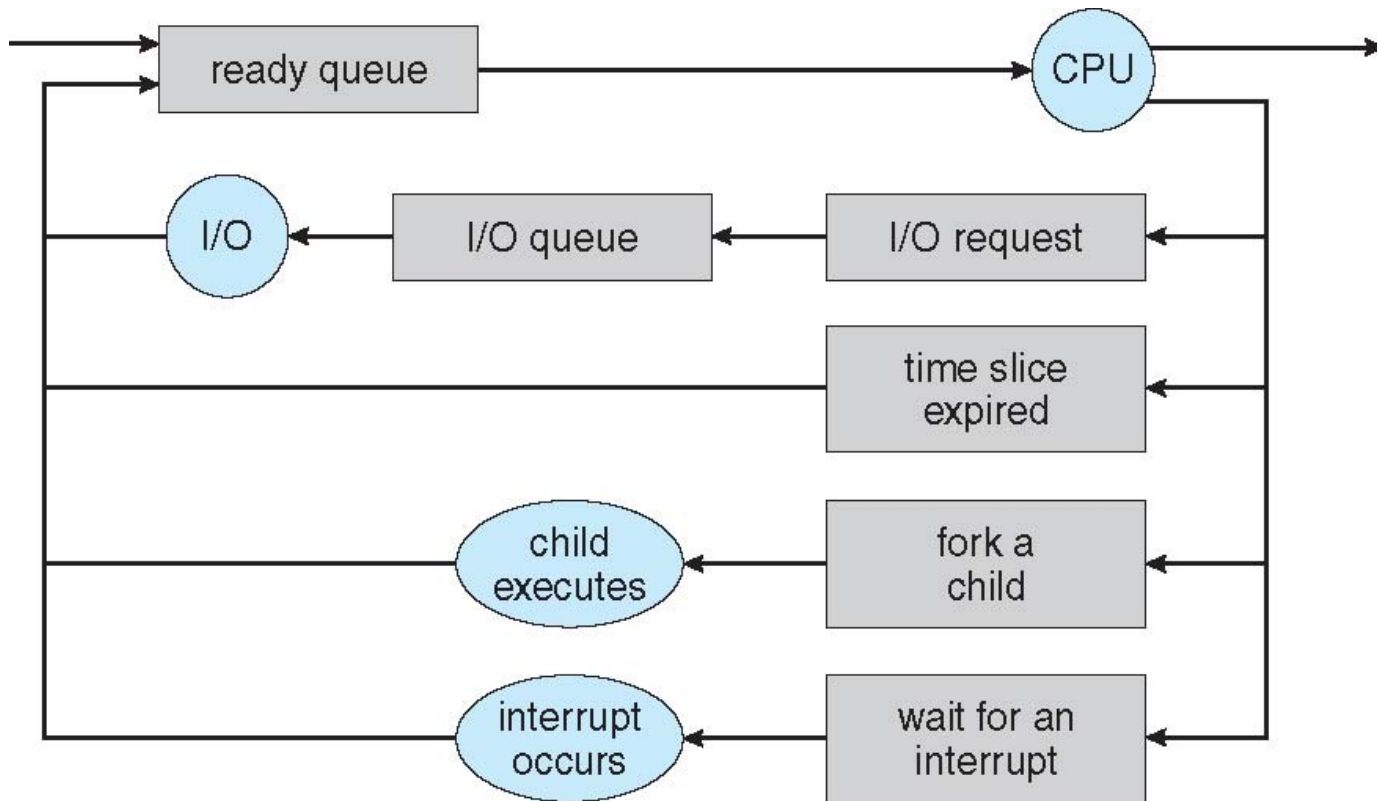 ready queue
CPU
I/O
I/O queue
I/O request
time slice
expired
child
executes
fork a
child
interrupt
occurs
wait for an
interrupt